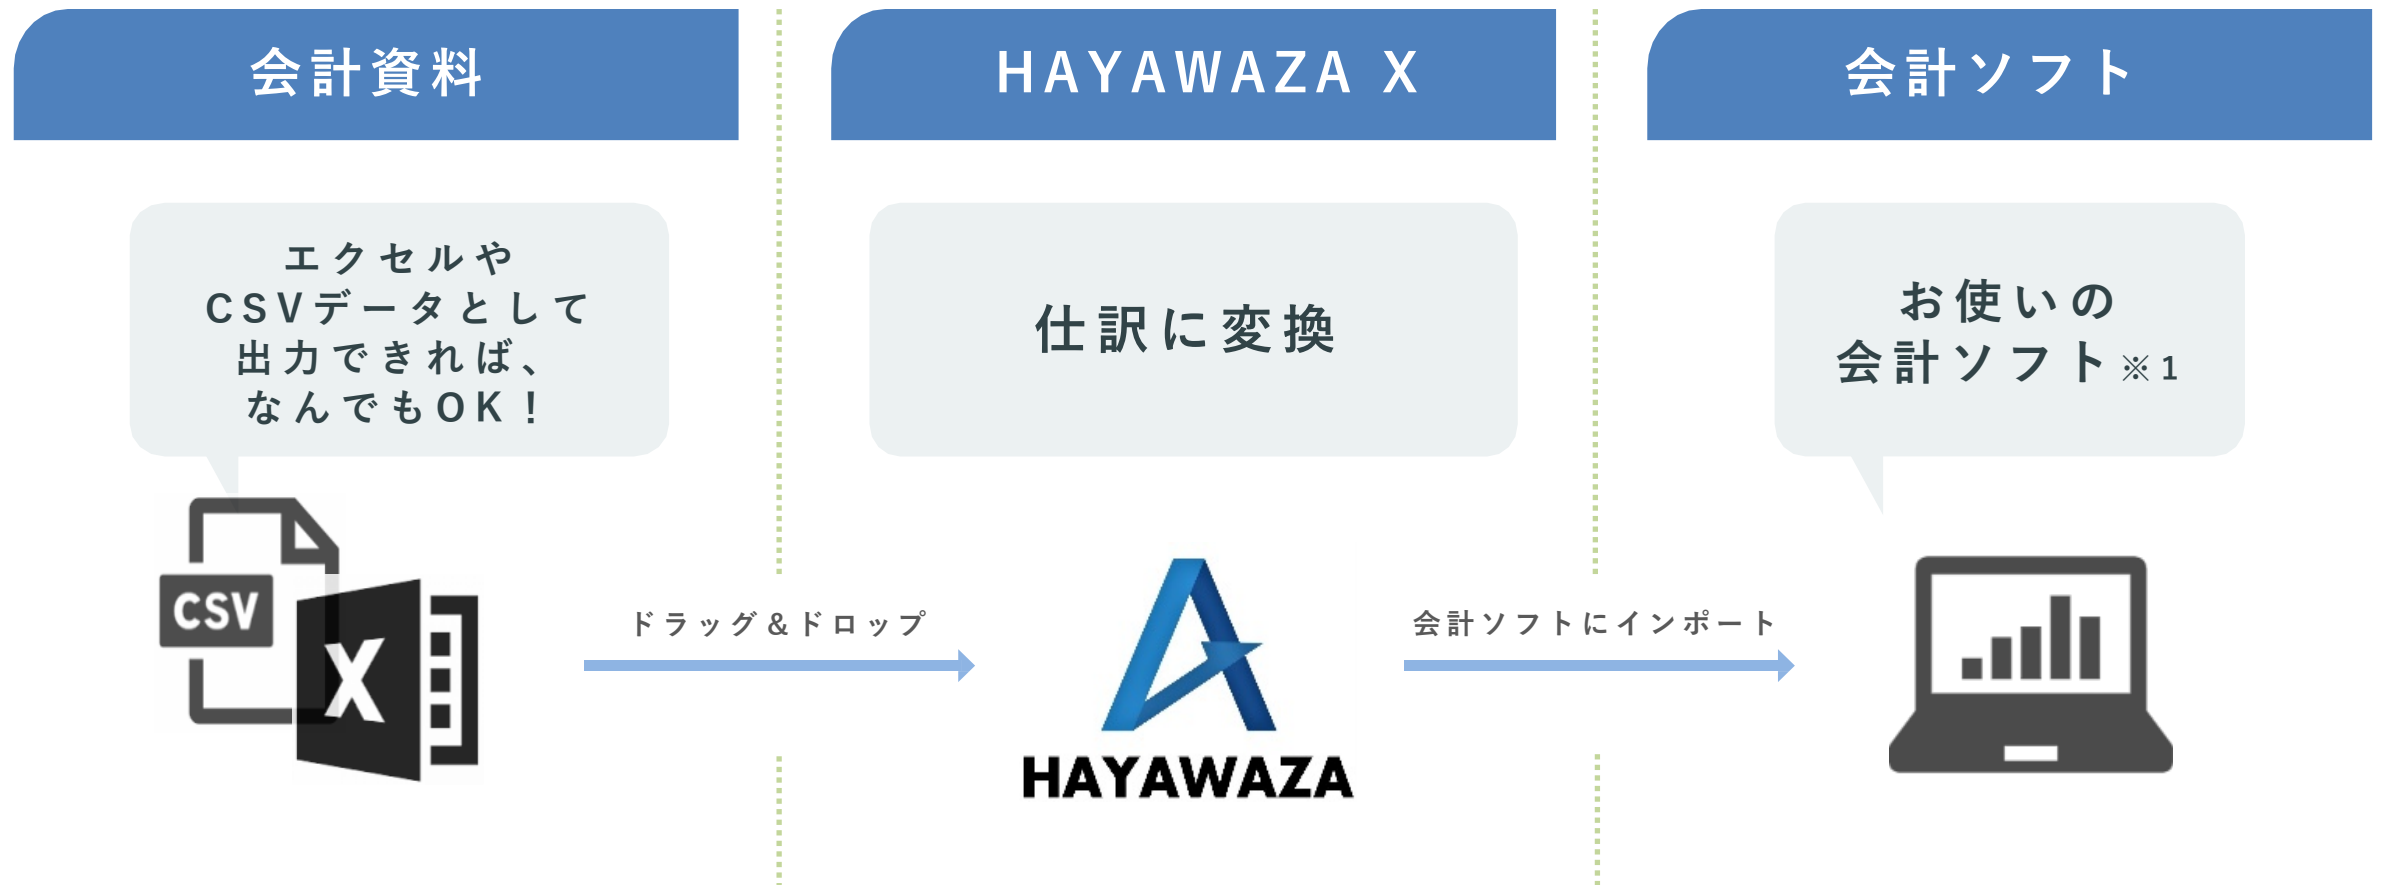 会計資料
HAYAWAZA X
会計ソフト
エクセルや
CSVデータとして
出力できれば、
なんでもOK！
仕訳に変換
お使いの
会計ソフト※1
CSV
X
ドラッグ＆ドロップ
HAYAWAZA
会計ソフトにインポート